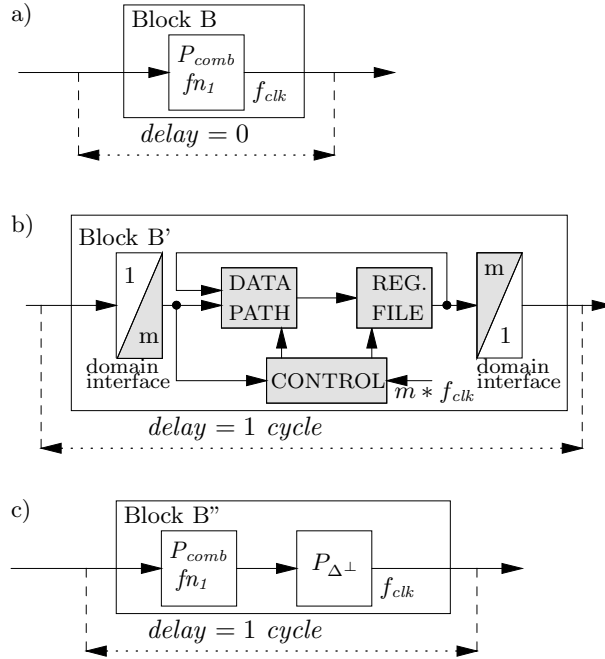 a)
Block B
P_comb
fn_1
f_clk
delay = 0
b)
Block B'
1
m
DATA
PATH
REG.
FILE
m
1
domain
interface
CONTROL
m * f_clk
domain
interface
delay = 1 cycle
c)
Block B"
P_comb
fn_1
P_Δ⊥
f_clk
delay = 1 cycle